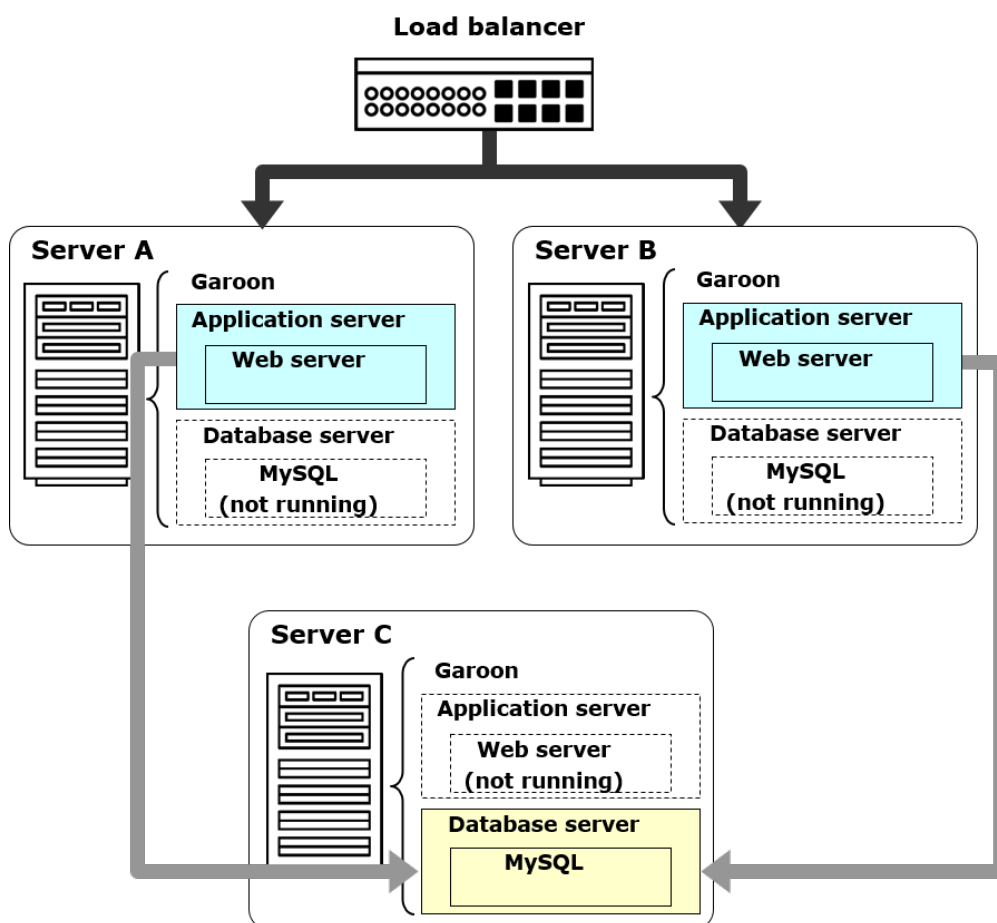 Load balancer
Server A
Garoon
Application server
Web server
Database server
MySQL
(not running)
Server B
Garoon
Application server
Web server
Database server
MySQL
(not running)
Server C
Garoon
Application server
Web server
(not running)
Database server
MySQL